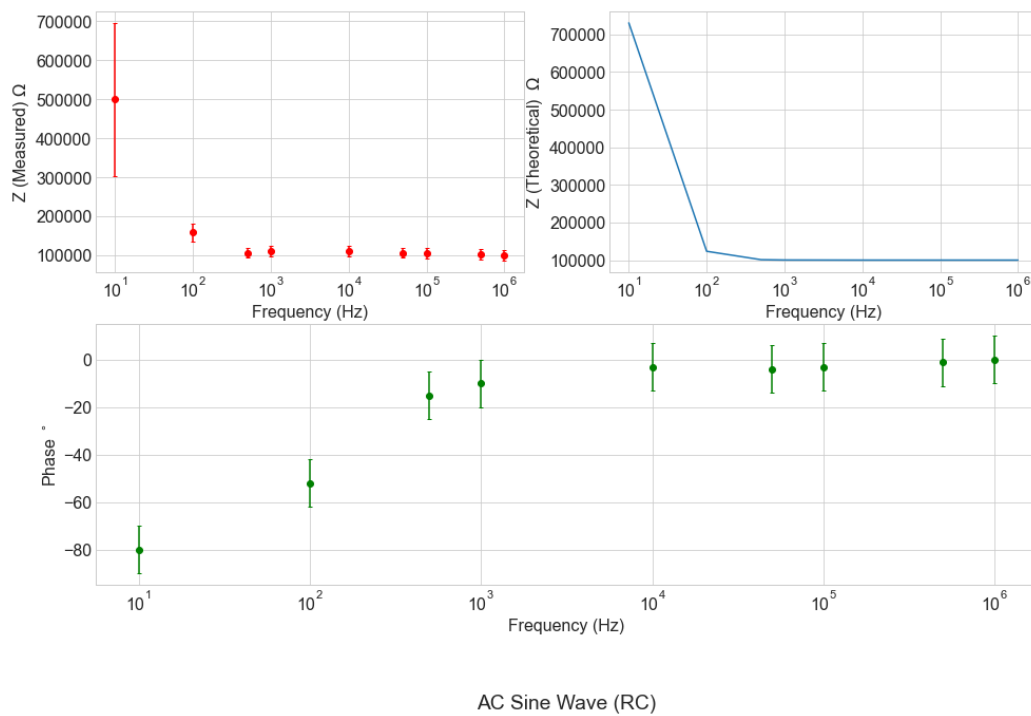 700000
600000
500000
400000
300000
200000
100000
Z (Measured) Ω
10^1 10^2 10^3 10^4 10^5 10^6
Frequency (Hz)
700000
600000
500000
400000
300000
200000
100000
Z (Theoretical) Ω
10^1 10^2 10^3 10^4 10^5 10^6
Frequency (Hz)
0
−20
−40
−60
−80
Phase °
10^1 10^2 10^3 10^4 10^5 10^6
Frequency (Hz)
AC Sine Wave (RC)